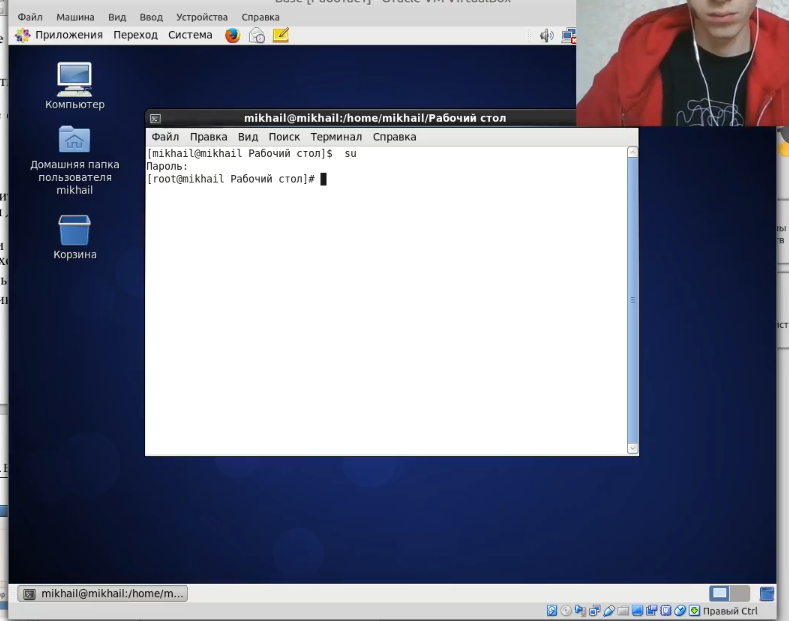 Файл Машина Вид Ввод Устройства Справка
Приложения Переход Система
Компьютер
Домашняя папка
пользователя
mikhail
Корзина
mikhail@mikhail:/home/mikhail/Рабочий стол
Файл Правка Вид Поиск Терминал Справка
[mikhail@mikhail Рабочий стол]$  su
Пароль:
[root@mikhail Рабочий стол]#
mikhail@mikhail:/home/m...
Правый Ctrl